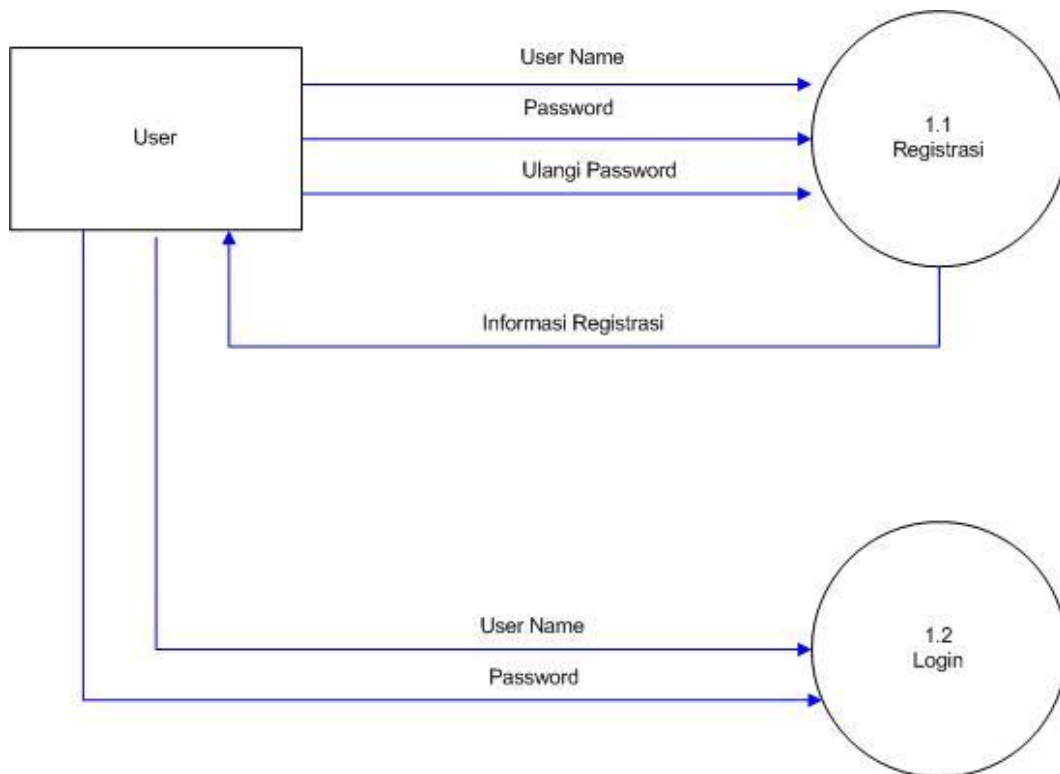 User Name
Password
Ulangi Password
User
1.1
Registrasi
Informasi Registrasi
User Name
Password
1.2
Login